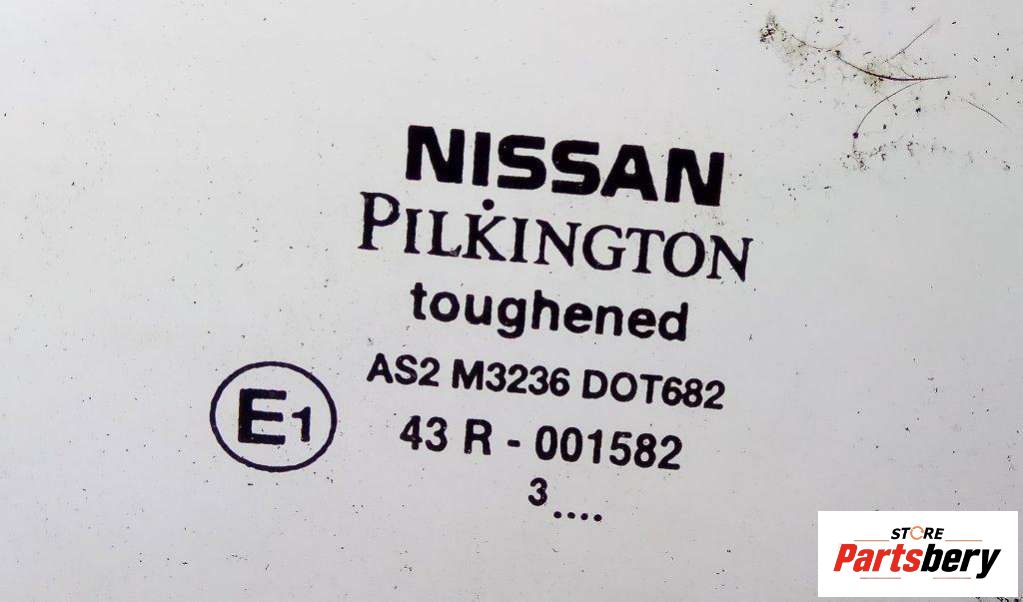 NISSAN
PILKINGTON
toughened
AS2 M3236 DOT682
E1
43 R - 001582
3....
STORE
Partsbery